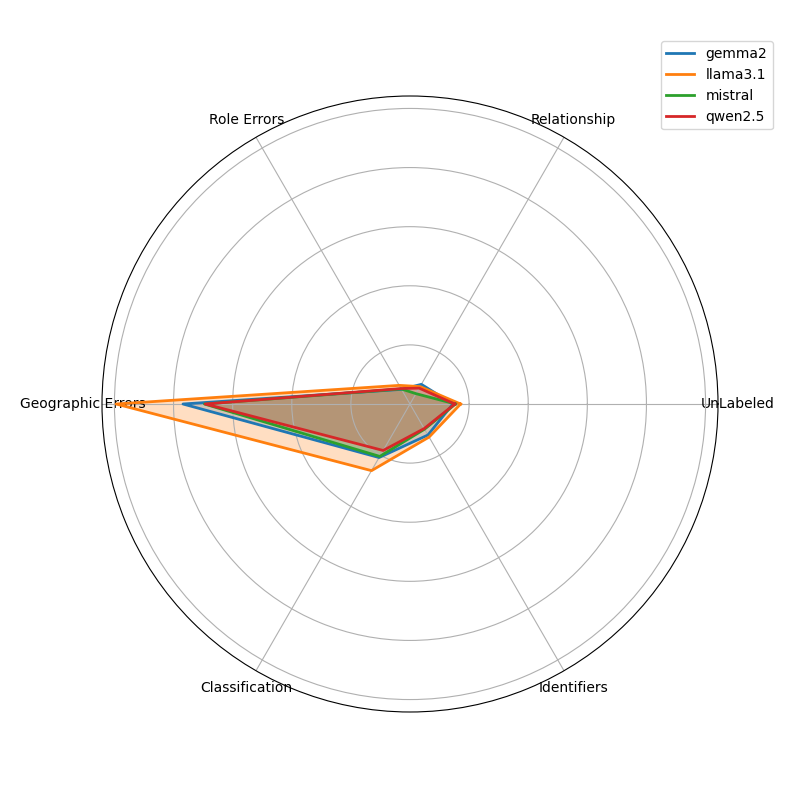 gemma2
llama3.1
mistral
qwen2.5
Role Errors
Relationship
Geographic Errors
UnLabeled
Classification
Identifiers